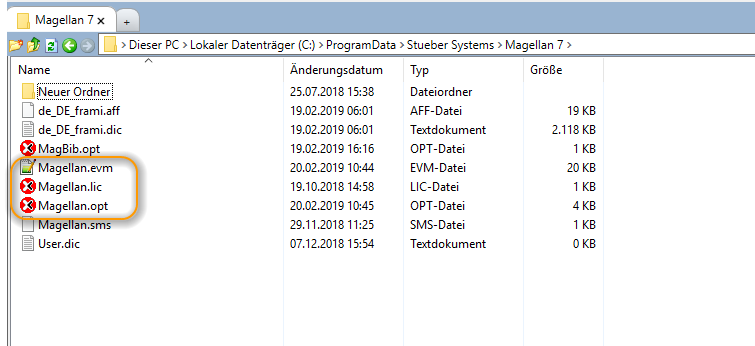 Magellan 7 x +
Dieser PC > Lokaler Datenträger (C:) > ProgramData > Stueber Systems > Magellan 7 >
Name Änderungsdatum Typ Größe
Neuer Ordner 25.07.2018 15:38 Dateiordner
de_DE_frami.aff 19.02.2019 06:01 AFF-Datei 19 KB
de_DE_frami.dic 19.02.2019 06:01 Textdokument 2.118 KB
MagBib.opt 19.02.2019 16:16 OPT-Datei 1 KB
Magellan.evm 20.02.2019 10:44 EVM-Datei 20 KB
Magellan.lic 19.10.2018 14:58 LIC-Datei 1 KB
Magellan.opt 20.02.2019 10:45 OPT-Datei 4 KB
Magellan.sms 29.11.2018 11:25 SMS-Datei 1 KB
User.dic 07.12.2018 15:54 Textdokument 0 KB